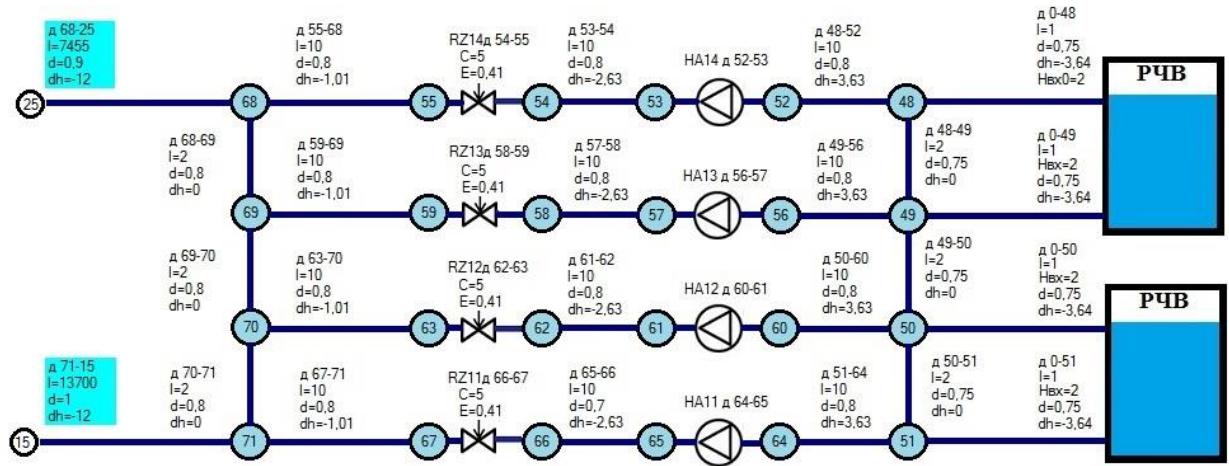 д 68-25
l=7455
d=0,9
dh=-12
д 55-68
l=10
d=0,8
dh=-1,01
RZ14д 54-55
C=5
E=0,41
д 53-54
l=10
d=0,8
dh=-2,63
НА14 д 52-53
д 48-52
l=10
d=0,8
dh=3,63
д 0-48
l=1
d=0,75
dh=-3,64
Нвх0=2
РЧВ
25
68
55
54
53
52
48
д 68-69
l=2
d=0,8
dh=0
д 59-69
l=10
d=0,8
dh=-1,01
RZ13д 58-59
C=5
E=0,41
д 57-58
l=10
d=0,8
dh=-2,63
НА13 д 56-57
д 49-56
l=10
d=0,8
dh=3,63
д 48-49
l=2
d=0,75
dh=0
д 0-49
l=1
Нвх=2
d=0,75
dh=-3,64
69
59
58
57
56
49
д 69-70
l=2
d=0,8
dh=0
д 63-70
l=10
d=0,8
dh=-1,01
RZ12д 62-63
C=5
E=0,41
д 61-62
l=10
d=0,8
dh=-2,63
НА12 д 60-61
д 50-60
l=10
d=0,8
dh=3,63
д 49-50
l=2
d=0,75
dh=0
д 0-50
l=1
Нвх=2
d=0,75
dh=-3,64
РЧВ
70
63
62
61
60
50
д 71-15
l=13700
d=1
dh=-12
д 70-71
l=2
d=0,8
dh=0
д 67-71
l=10
d=0,8
dh=-1,01
RZ11д 66-67
C=5
E=0,41
д 65-66
l=10
d=0,7
dh=-2,63
НА11 д 64-65
д 51-64
l=10
d=0,8
dh=3,63
д 50-51
l=2
d=0,75
dh=0
д 0-51
l=1
Нвх=2
d=0,75
dh=-3,64
15
71
67
66
65
64
51